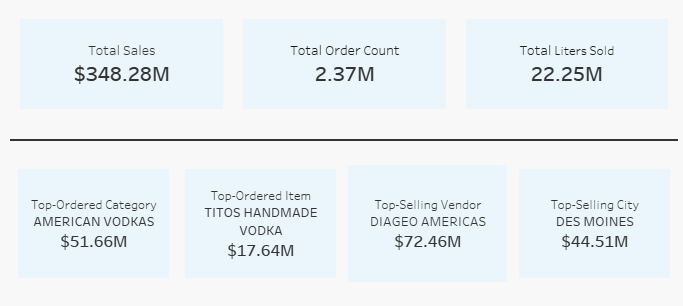 Total Sales
$348.28M
Total Order Count
2.37M
Total Liters Sold
22.25M
Top-Ordered Category
AMERICAN VODKAS
$51.66M
Top-Ordered Item
TITOS HANDMADE
VODKA
$17.64M
Top-Selling Vendor
DIAGEO AMERICAS
$72.46M
Top-Selling City
DES MOINES
$44.51M